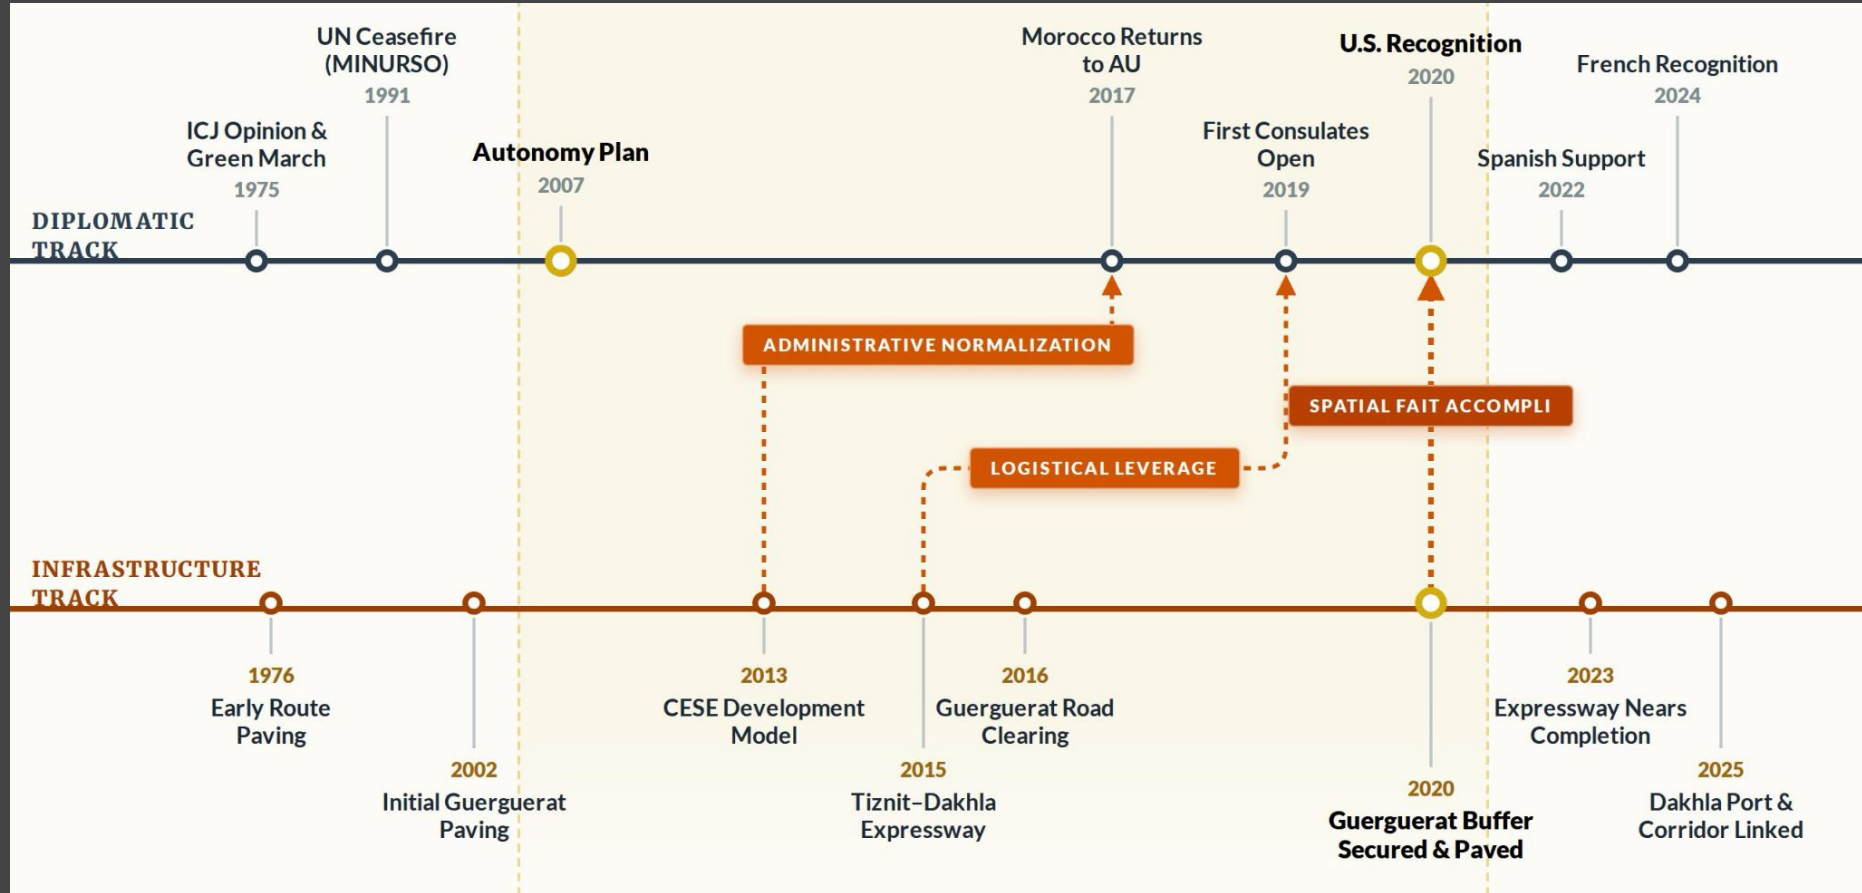 UN Ceasefire
(MINURSO)
1991
Morocco Returns
to AU
2017
U.S. Recognition
2020
French Recognition
2024
ICJ Opinion &
Green March
1975
Autonomy Plan
2007
First Consulates
Open
2019
Spanish Support
2022
DIPLOMATIC
TRACK
ADMINISTRATIVE NORMALIZATION
SPATIAL FAIT ACCOMPLI
LOGISTICAL LEVERAGE
INFRASTRUCTURE
TRACK
1976
Early Route
Paving
2002
Initial Guerguerat
Paving
2013
CESE Development
Model
2015
Tiznit–Dakhla
Expressway
2016
Guerguerat Road
Clearing
2020
Guerguerat Buffer
Secured & Paved
2023
Expressway Nears
Completion
2025
Dakhla Port &
Corridor Linked